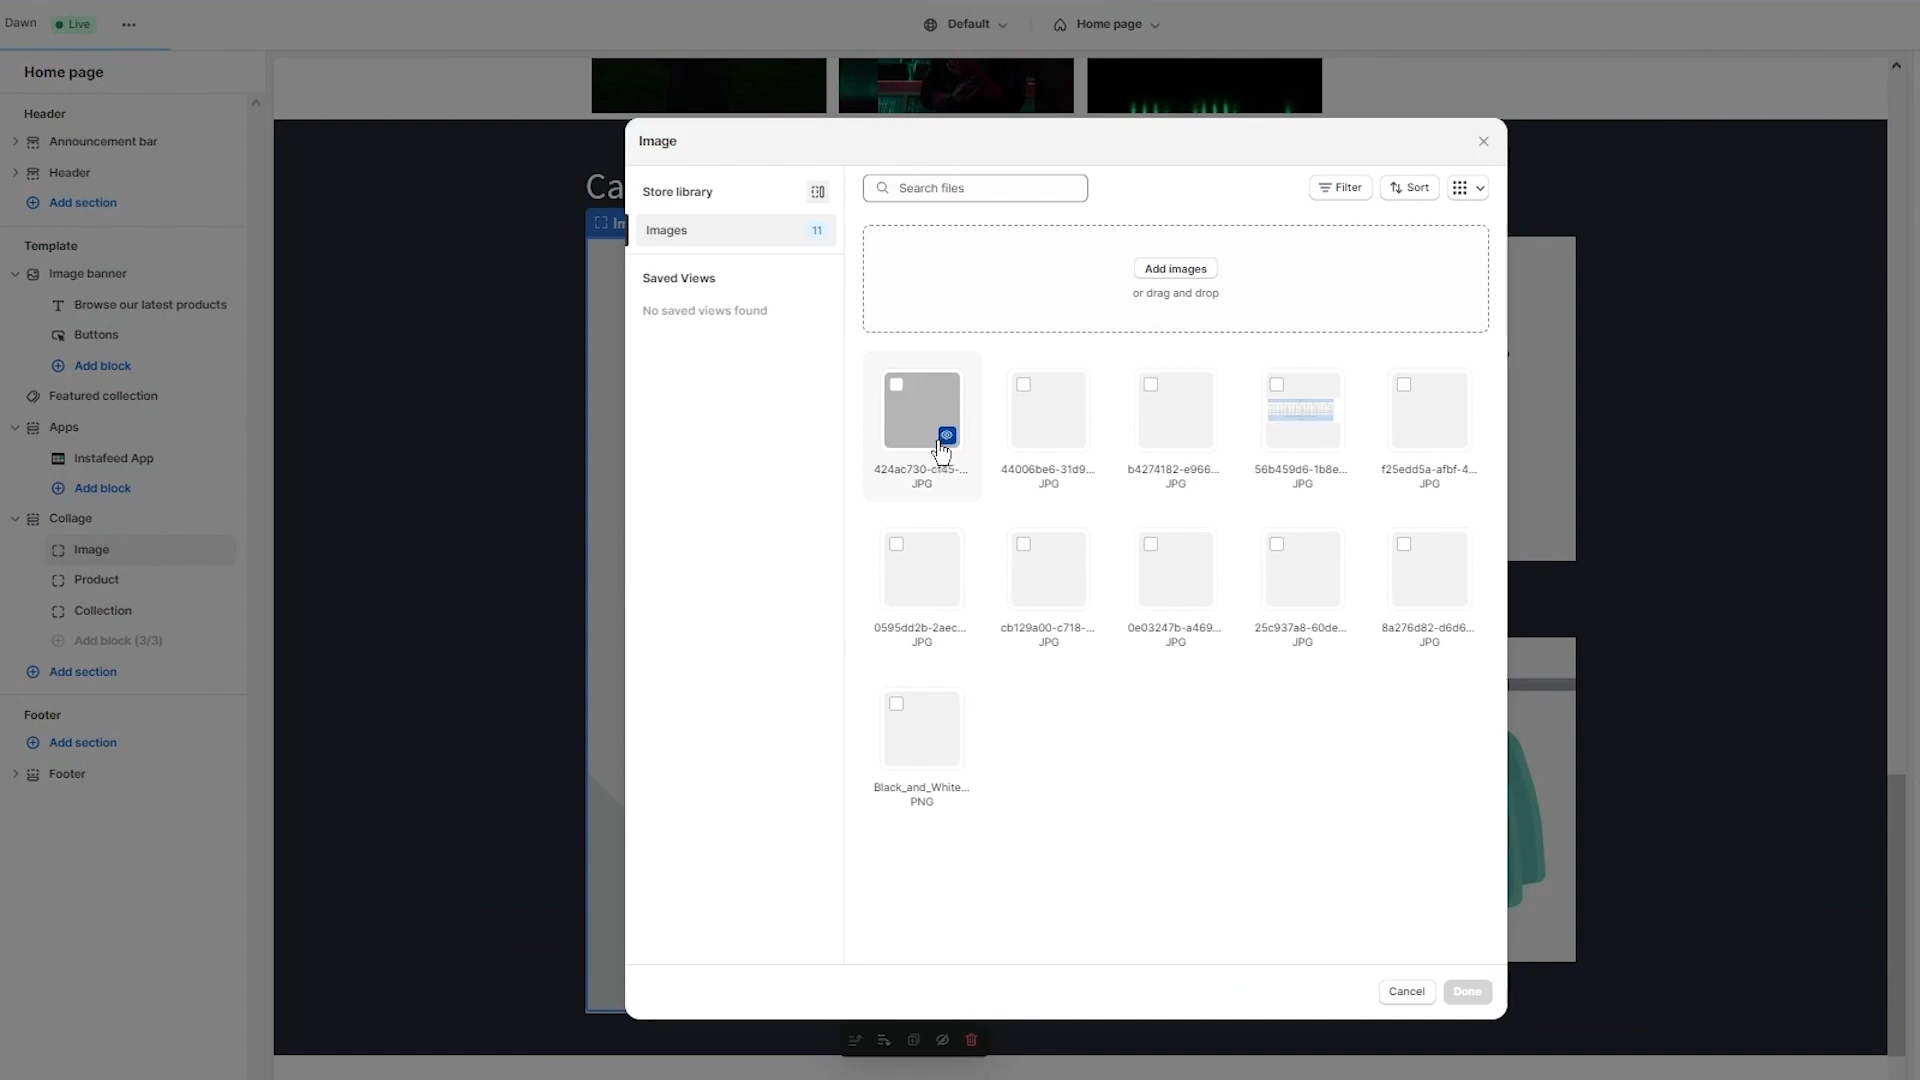 Dawn
Live
Default
Home page
Home page
Header
Announcement bar
Header
Add section
Template
Image banner
Browse our latest products
Buttons
Add block
Featured collection
Apps
Instafeed App
Add block
Collage
Image
Product
Collection
Add block (3/3)
Add section
Footer
Add section
Footer
Ca
Im
Image
Store library
Images
11
Saved Views
No saved views found
Search files
Filter
Sort
Add images
or drag and drop
424ac730-cf45-...
JPG
44006be6-31d9...
JPG
b4274182-e966...
JPG
56b459d6-1b8e...
JPG
f25edd5a-afbf-4...
JPG
0595dd2b-2aec...
JPG
cb129a00-c718-...
JPG
0e03247b-a469...
JPG
25c937a8-60de...
JPG
8a276d82-d6d6...
JPG
Black_and_White...
PNG
Cancel
Done